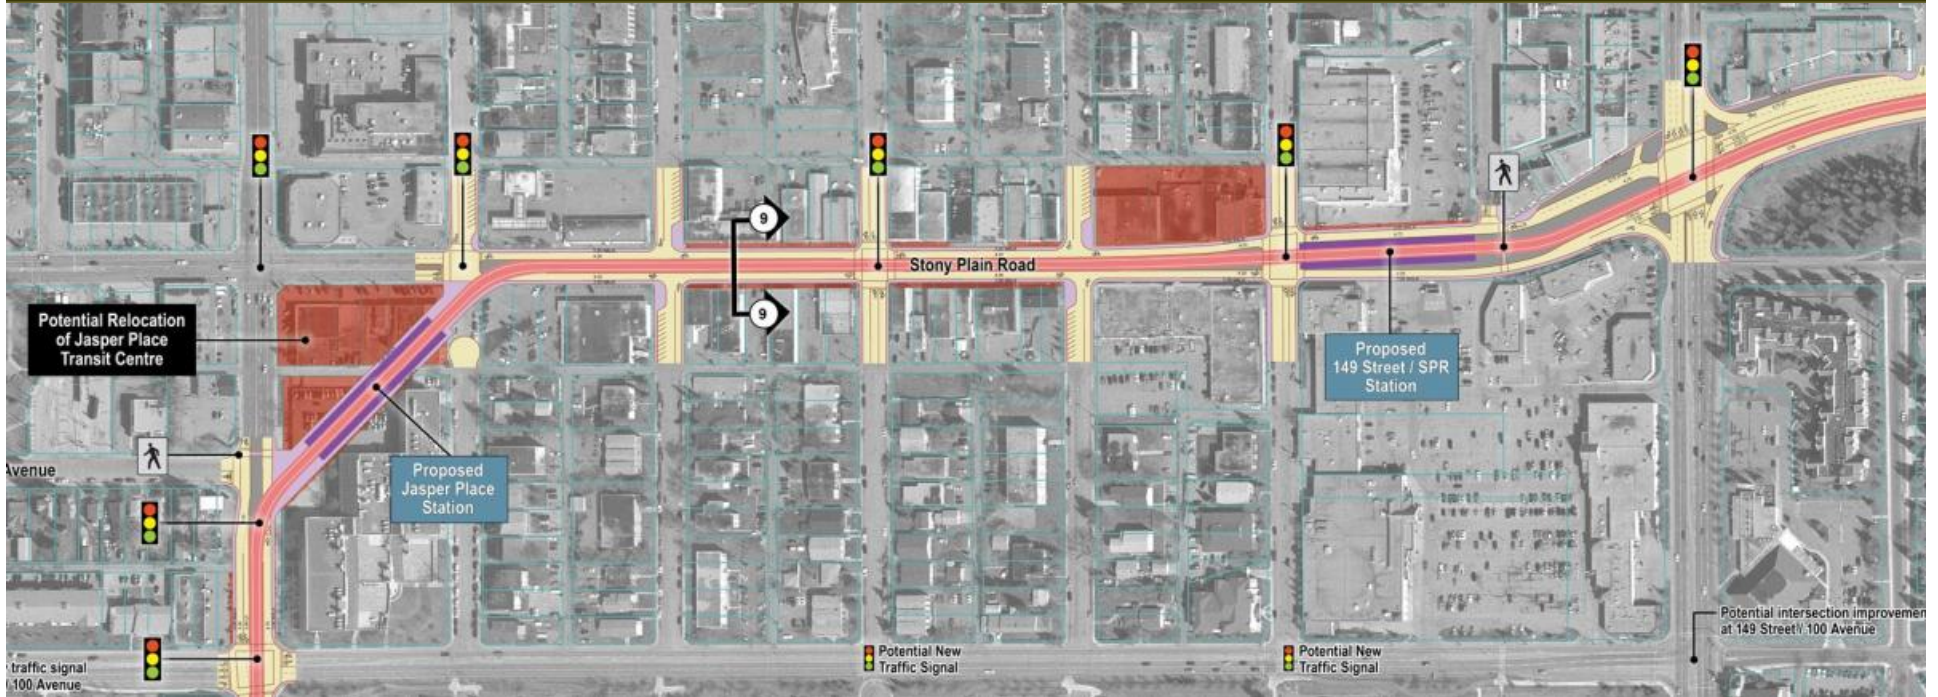 9
Stony Plain Road
9
Potential Relocation
of Jasper Place
Transit Centre
Proposed
149 Street / SPR
Station
Avenue
Proposed
Jasper Place
Station
Potential intersection improvemen
at 149 Street / 100 Avenue
traffic signal
/ 100 Avenue
Potential New
Traffic Signal
Potential New
Traffic Signal